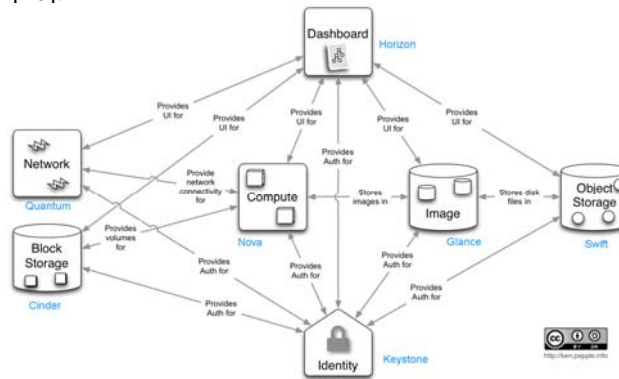 Dashboard
Horizon
Provides
UI for
Provides
UI for
Provides
UI for
Provides
UI for
Provides
UI for
Provides
Auth for
Network
Quantum
Provide
network
connectivity
for
Compute
Nova
Stores
images in
Image
Glance
Stores disk
files in
Object
Storage
Swift
Block
Storage
Cinder
Provides
volumes
for
Provides
Auth for
Provides
Auth for
Provides
Auth for
Provides
Auth for
Provides
Auth for
Identity
Keystone
cc
BY
http://ken.pepple.info